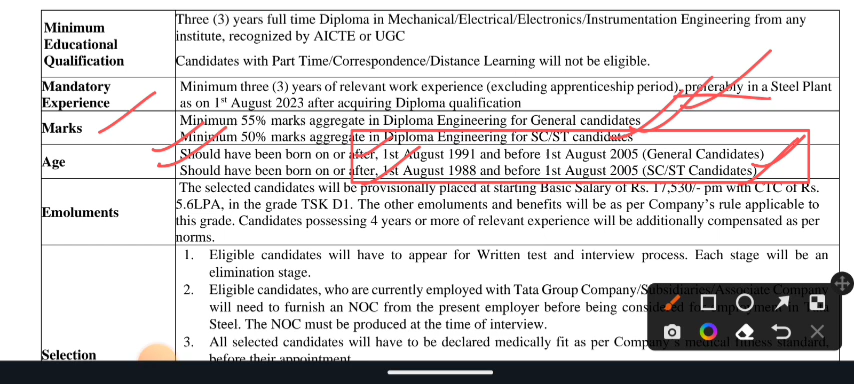 Minimum
Educational
Qualification
Three (3) years full time Diploma in Mechanical/Electrical/Electronics/Instrumentation Engineering from any
institute, recognized by AICTE or UGC
Candidates with Part Time/Correspondence/Distance Learning will not be eligible.
Mandatory
Experience
Minimum three (3) years of relevant work experience (excluding apprenticeship period), preferably in a Steel Plant
as on 1st August 2023 after acquiring Diploma qualification
Marks
Minimum 55% marks aggregate in Diploma Engineering for General candidates
Minimum 50% marks aggregate in Diploma Engineering for SC/ST candidates
Age
Should have been born on or after, 1st August 1991 and before 1st August 2005 (General Candidates)
Should have been born on or after, 1st August 1988 and before 1st August 2005 (SC/ST Candidates)
Emoluments
The selected candidates will be provisionally placed at starting Basic Salary of Rs. 17,530/- pm with CTC of Rs.
5.6LPA, in the grade TSK D1. The other emoluments and benefits will be as per Company's rule applicable to
this grade. Candidates possessing 4 years or more of relevant experience will be additionally compensated as per
norms.
Selection
1. Eligible candidates will have to appear for Written test and interview process. Each stage will be an
elimination stage.
2. Eligible candidates, who are currently employed with Tata Group Company/Subsidiaries/Associate Company
will need to furnish an NOC from the present employer before being considered for employment in Tata
Steel. The NOC must be produced at the time of interview.
3. All selected candidates will have to be declared medically fit as per Company's medical fitness standard,
before their appointment.